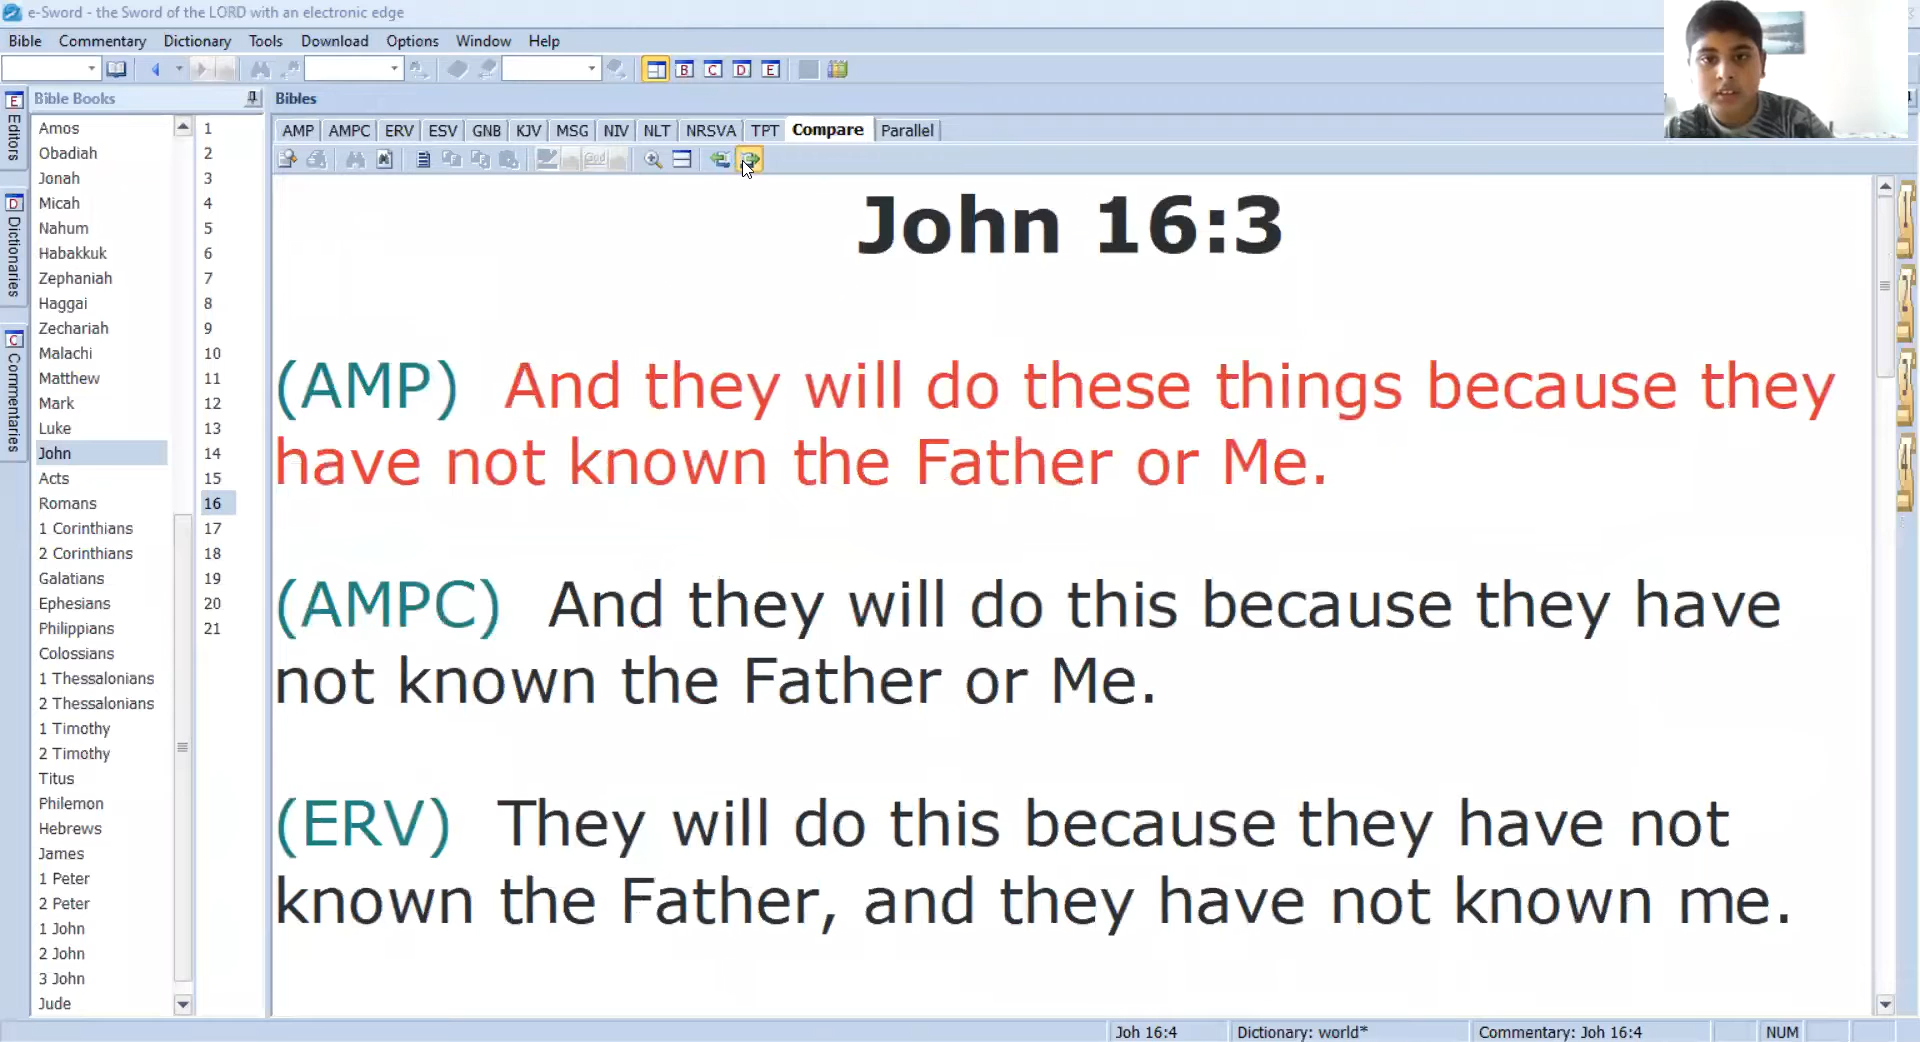 e-Sword - the Sword of the LORD with an electronic edge
Bible Commentary Dictionary Tools Download Options Window Help
B C D E
E Editors
D Dictionaries
C Commentaries
Bible Books
Amos
Obadiah
Jonah
Micah
Nahum
Habakkuk
Zephaniah
Haggai
Zechariah
Malachi
Matthew
Mark
Luke
John
Acts
Romans
1 Corinthians
2 Corinthians
Galatians
Ephesians
Philippians
Colossians
1 Thessalonians
2 Thessalonians
1 Timothy
2 Timothy
Titus
Philemon
Hebrews
James
1 Peter
2 Peter
1 John
2 John
3 John
Jude
1
2
3
4
5
6
7
8
9
10
11
12
13
14
15
16
17
18
19
20
21
Bibles
AMP AMPC ERV ESV GNB KJV MSG NIV NLT NRSVA TPT Compare Parallel
God
John 16:3
(AMP) And they will do these things because they
have not known the Father or Me.
(AMPC) And they will do this because they have
not known the Father or Me.
(ERV) They will do this because they have not
known the Father, and they have not known me.
Joh 16:4 Dictionary: world* Commentary: Joh 16:4 NUM